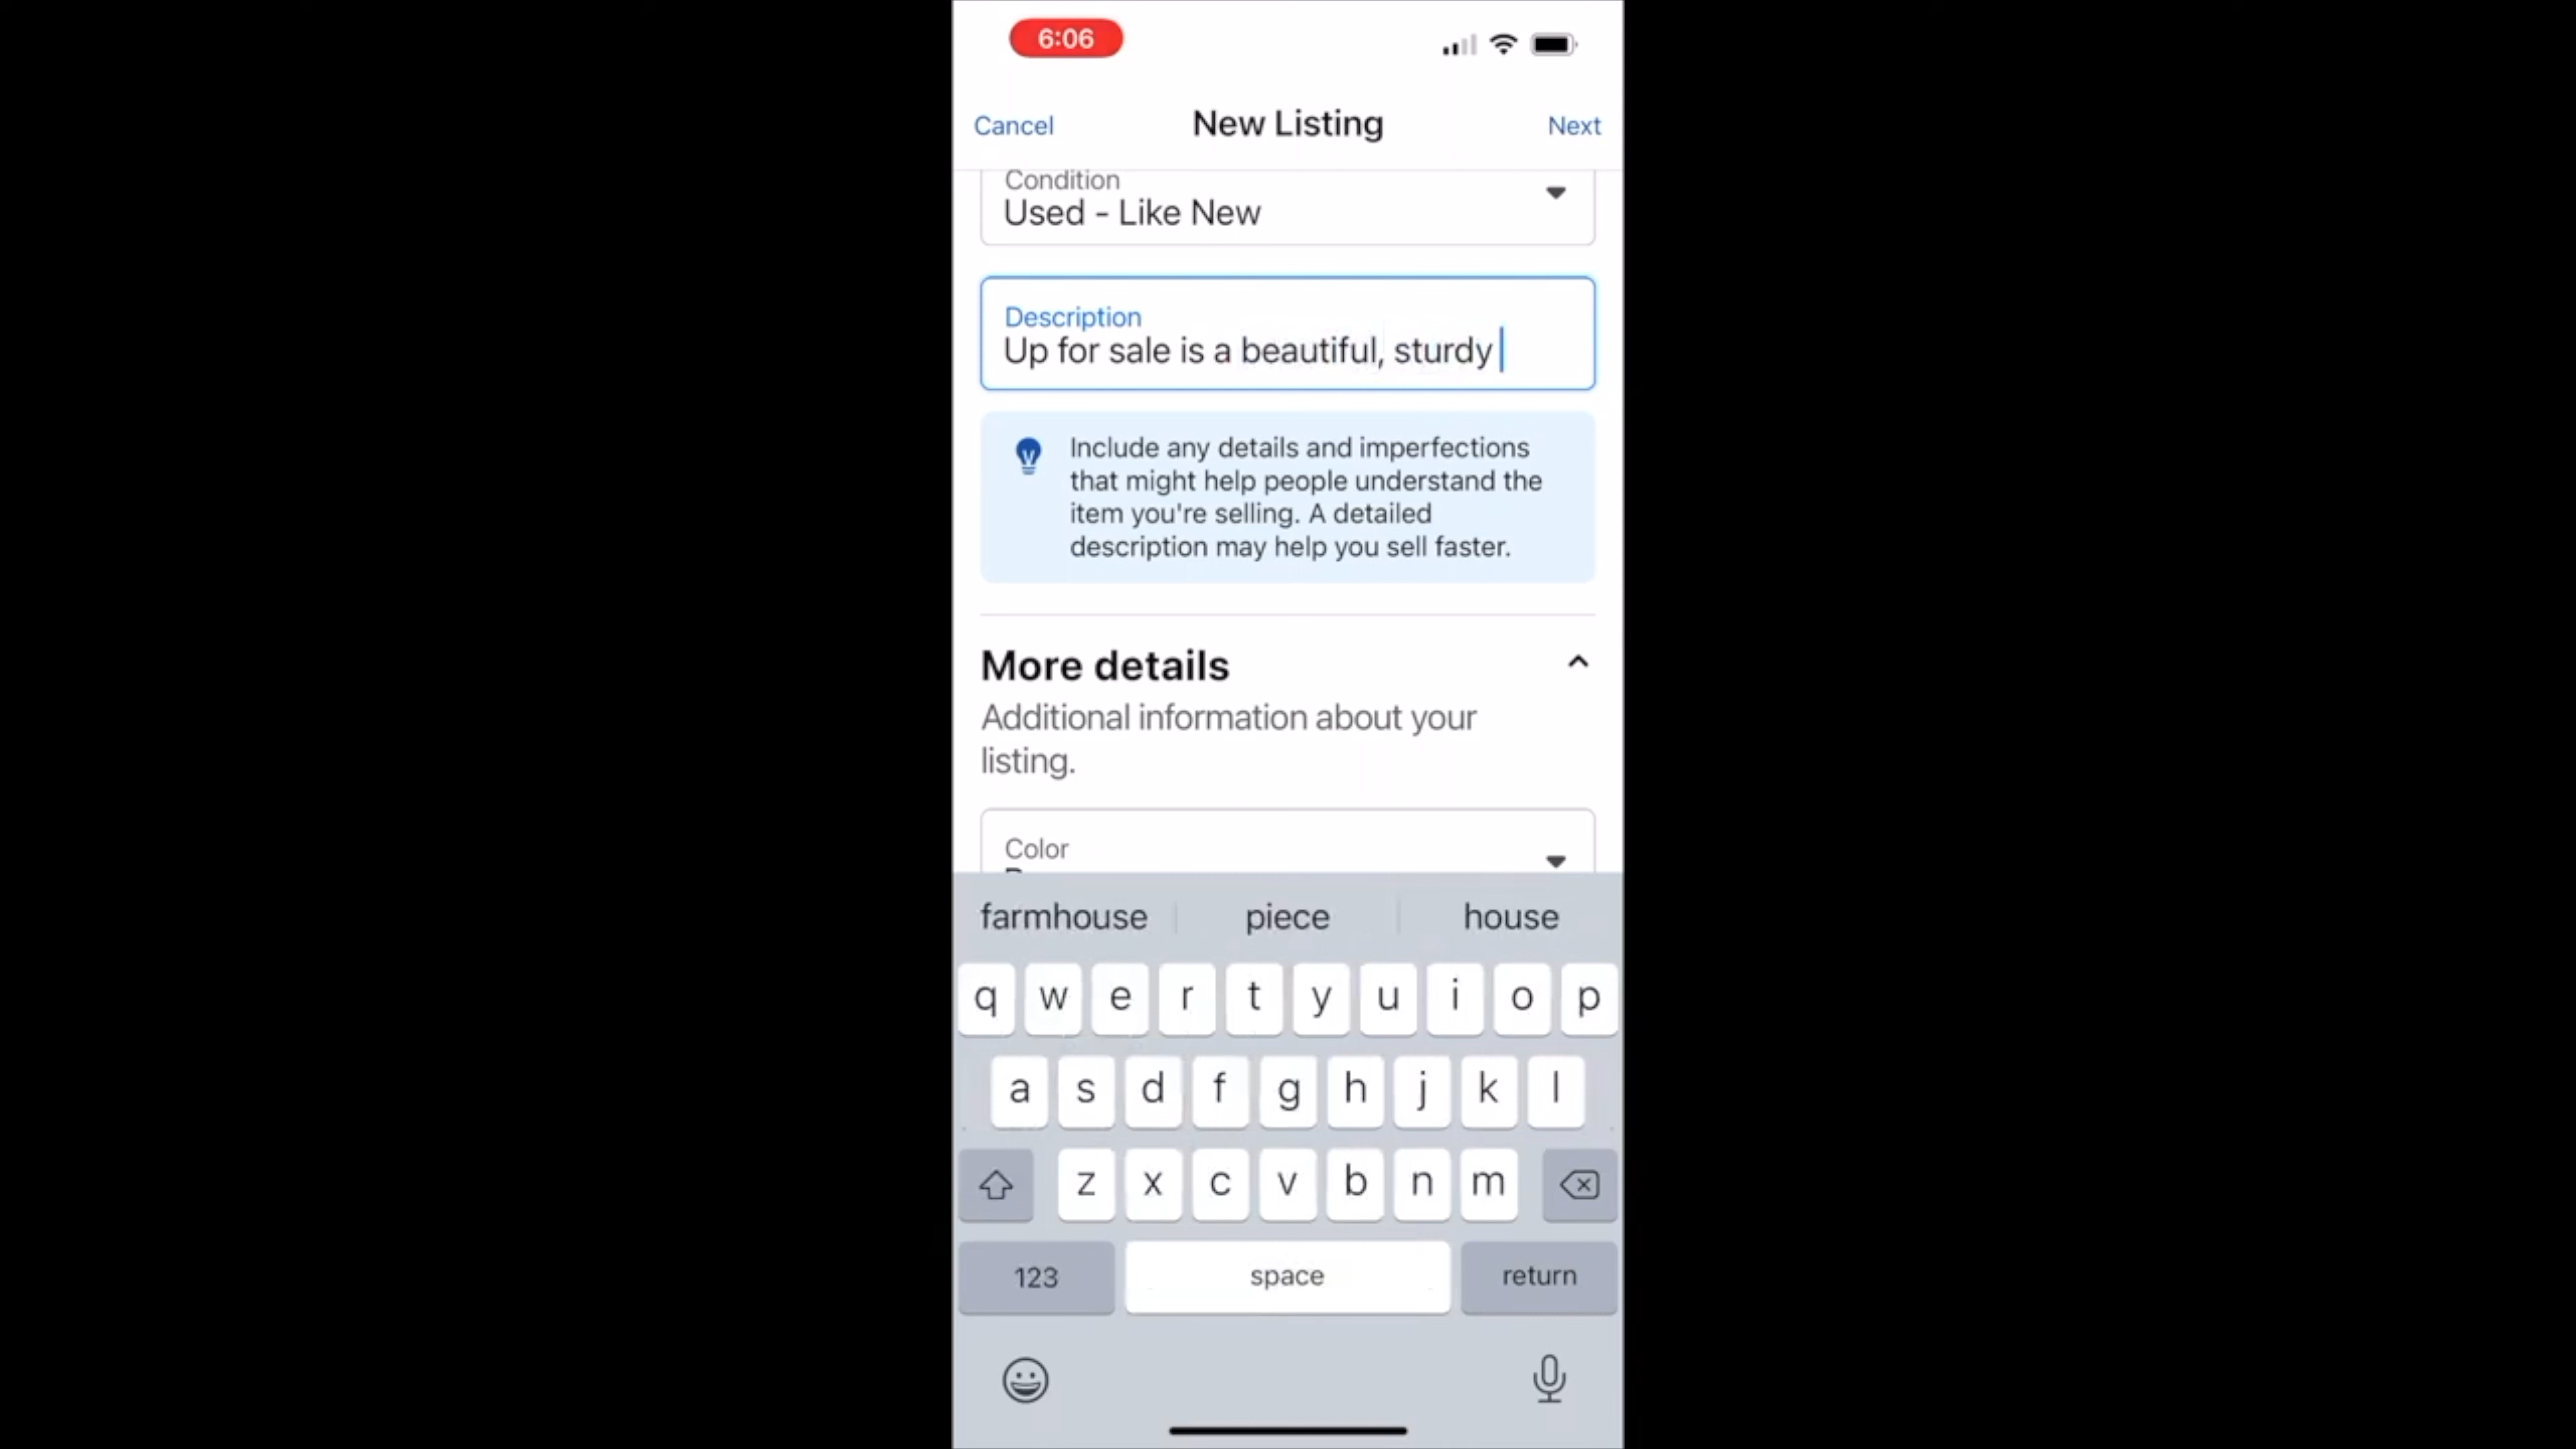 6:06
Cancel
New Listing
Next
Condition
Used - Like New
Description
Up for sale is a beautiful, sturdy
Include any details and imperfections
that might help people understand the
item you're selling. A detailed
description may help you sell faster.
More details
Additional information about your
listing.
Color
farmhouse
piece
house
q w e r t y u i o p
a s d f g h j k l
z x c v b n m
123
space
return